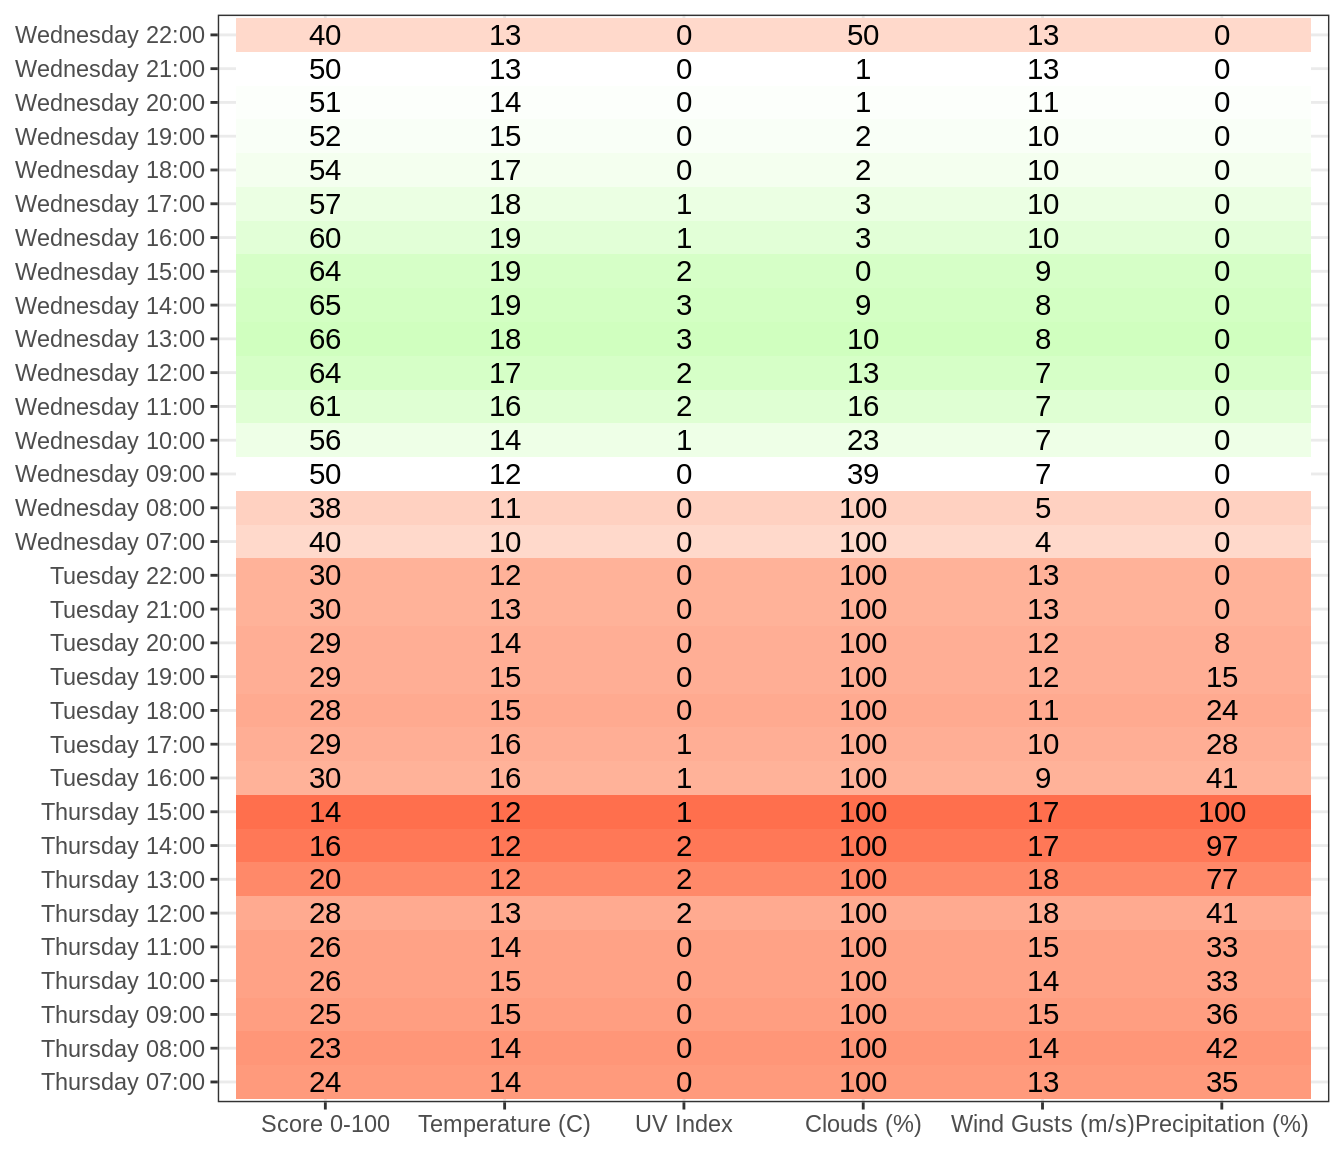 Wednesday 22:00 40 13 0 50 13 0
Wednesday 21:00 50 13 0 1 13 0
Wednesday 20:00 51 14 0 1 11 0
Wednesday 19:00 52 15 0 2 10 0
Wednesday 18:00 54 17 0 2 10 0
Wednesday 17:00 57 18 1 3 10 0
Wednesday 16:00 60 19 1 3 10 0
Wednesday 15:00 64 19 2 0 9 0
Wednesday 14:00 65 19 3 9 8 0
Wednesday 13:00 66 18 3 10 8 0
Wednesday 12:00 64 17 2 13 7 0
Wednesday 11:00 61 16 2 16 7 0
Wednesday 10:00 56 14 1 23 7 0
Wednesday 09:00 50 12 0 39 7 0
Wednesday 08:00 38 11 0 100 5 0
Wednesday 07:00 40 10 0 100 4 0
Tuesday 22:00 30 12 0 100 13 0
Tuesday 21:00 30 13 0 100 13 0
Tuesday 20:00 29 14 0 100 12 8
Tuesday 19:00 29 15 0 100 12 15
Tuesday 18:00 28 15 0 100 11 24
Tuesday 17:00 29 16 1 100 10 28
Tuesday 16:00 30 16 1 100 9 41
Thursday 15:00 14 12 1 100 17 100
Thursday 14:00 16 12 2 100 17 97
Thursday 13:00 20 12 2 100 18 77
Thursday 12:00 28 13 2 100 18 41
Thursday 11:00 26 14 0 100 15 33
Thursday 10:00 26 15 0 100 14 33
Thursday 09:00 25 15 0 100 15 36
Thursday 08:00 23 14 0 100 14 42
Thursday 07:00 24 14 0 100 13 35
Score 0-100 Temperature (C) UV Index Clouds (%) Wind Gusts (m/s) Precipitation (%)